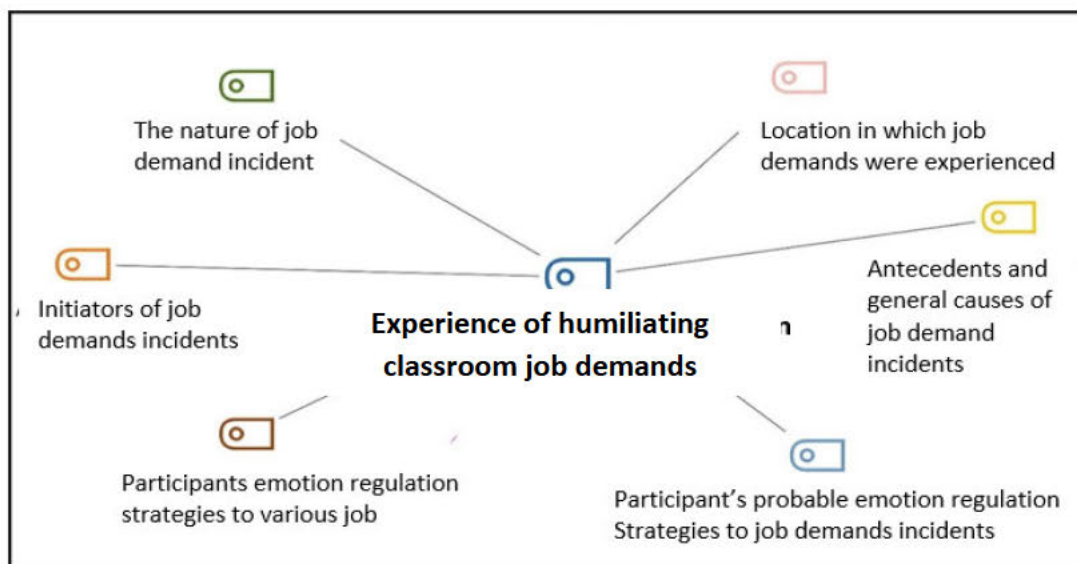 The nature of job
demand incident
Location in which job
demands were experienced
Initiators of job
demands incidents
Antecedents and
general causes of
job demand
incidents
Experience of humiliating
classroom job demands
Participants emotion regulation
strategies to various job
Participant's probable emotion regulation
Strategies to job demands incidents